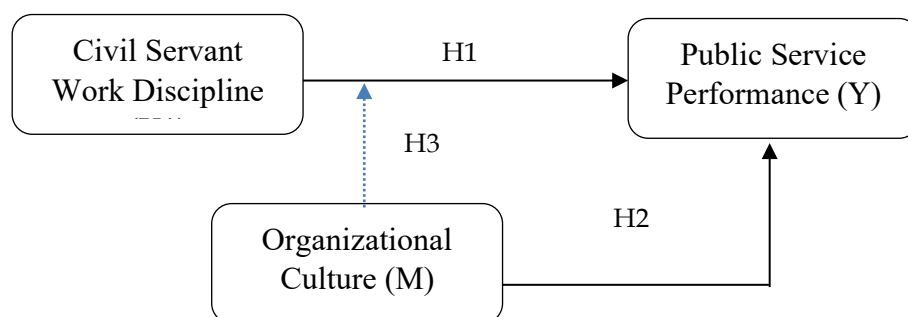 Civil Servant
Work Discipline
H1
Public Service
Performance (Y)
H3
Organizational
Culture (M)
H2